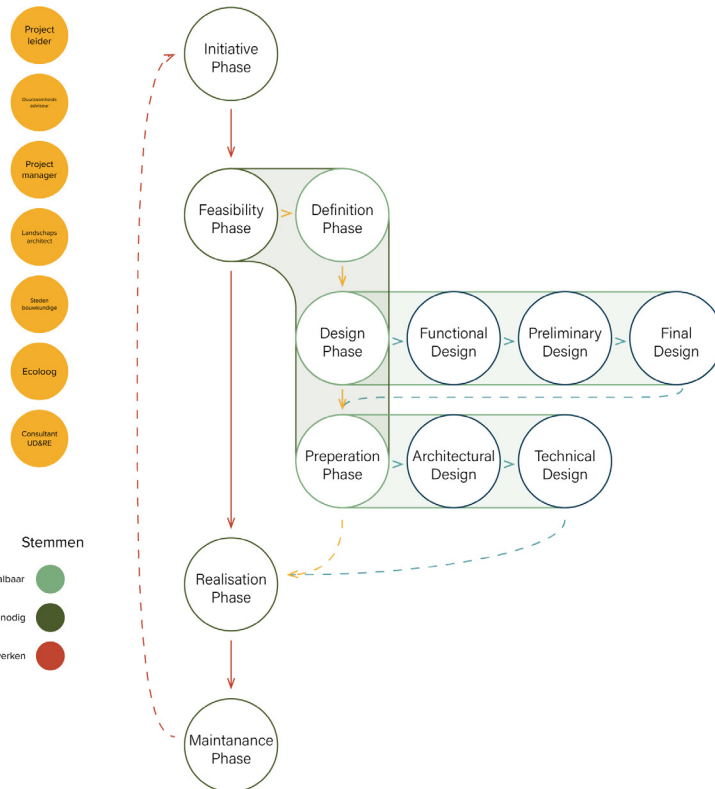 Project
leider
Duurzaamheids
adviseur
Project
manager
Landschaps
architect
Steden
bouwkundige
Ecoloog
Consultant
UD&RE
Stemmen
albaar
nodig
erken
Initiative
Phase
Feasibility
Phase
Definition
Phase
Design
Phase
Functional
Design
Preliminary
Design
Final
Design
Preperation
Phase
Architectural
Design
Technical
Design
Realisation
Phase
Maintanance
Phase